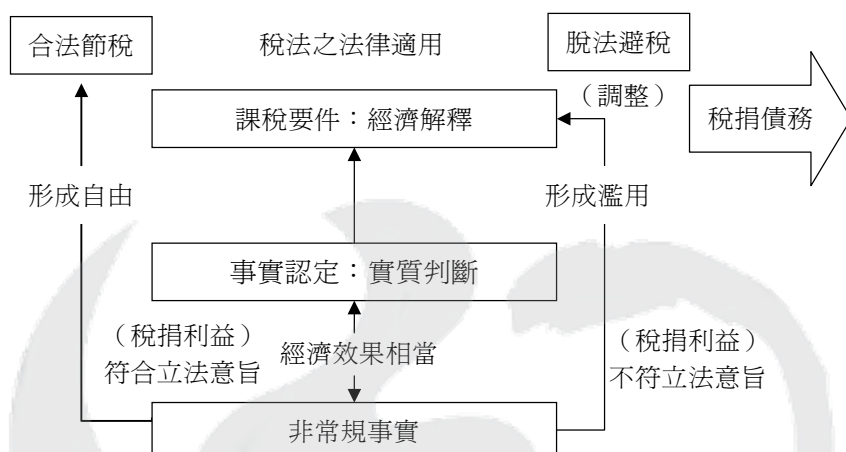 合法節稅
稅法之法律適用
脫法避稅
（調整）
課稅要件：經濟解釋
稅捐債務
形成自由
形成濫用
事實認定：實質判斷
（稅捐利益）
符合立法意旨
經濟效果相當
（稅捐利益）
不符立法意旨
非常規事實